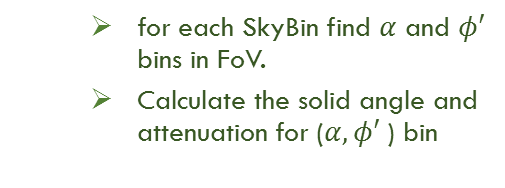 ➢ for each SkyBin find α and ϕ′
bins in FoV.
➢ Calculate the solid angle and
attenuation for (α, ϕ′ ) bin